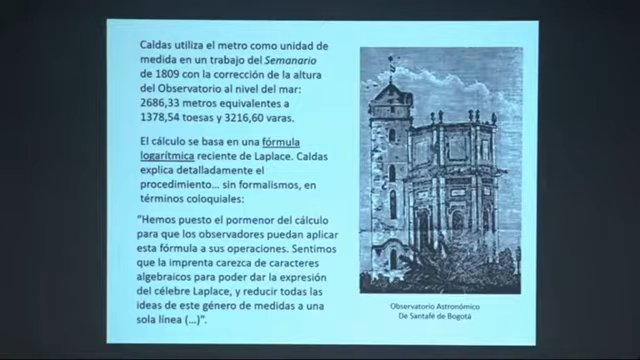 Caldas utiliza el metro como unidad de
medida en un trabajo del Semanario
de 1809 con la corrección de la altura
del Observatorio al nivel del mar:
2686,33 metros equivalentes a
1378,54 toesas y 3216,60 varas.
El cálculo se basa en una fórmula
logarítmica reciente de Laplace. Caldas
explica detalladamente el
procedimiento... sin formalismos, en
términos coloquiales:
"Hemos puesto el pormenor del cálculo
para que los observadores puedan aplicar
esta fórmula a sus operaciones. Sentimos
que la imprenta carezca de caracteres
algebraicos para poder dar la expresión
del célebre Laplace, y reducir todas las
ideas de este género de medidas a una
sola línea (...)".
Observatorio Astronómico
De Santafé de Bogotá